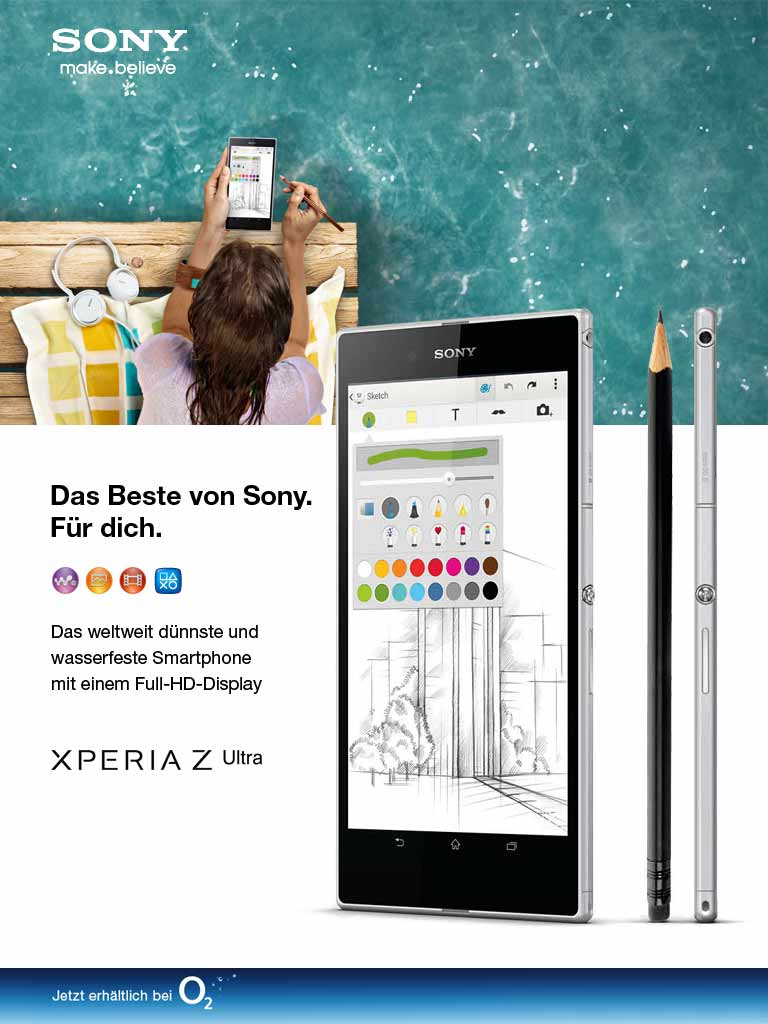 SONY
make.believe
SONY
Sketch
T
Das Beste von Sony.
Für dich.
Das weltweit dünnste und
wasserfeste Smartphone
mit einem Full-HD-Display
XPERIA Z Ultra
Jetzt erhältlich bei O2